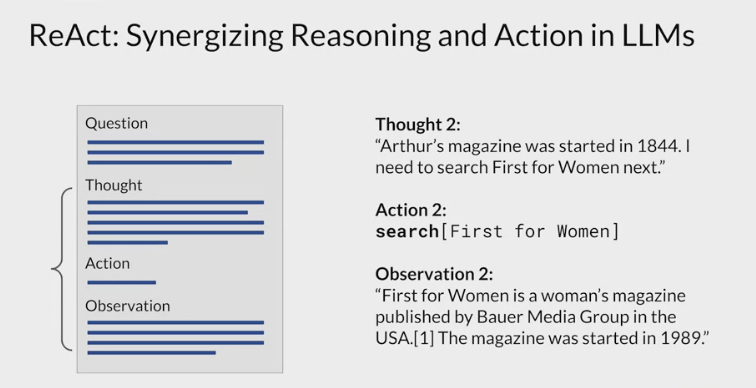 ReAct: Synergizing Reasoning and Action in LLMs
Question
Thought
Action
Observation
Thought 2:
“Arthur’s magazine was started in 1844. I
need to search First for Women next.”
Action 2:
search[First for Women]
Observation 2:
“First for Women is a woman’s magazine
published by Bauer Media Group in the
USA.[1] The magazine was started in 1989.”